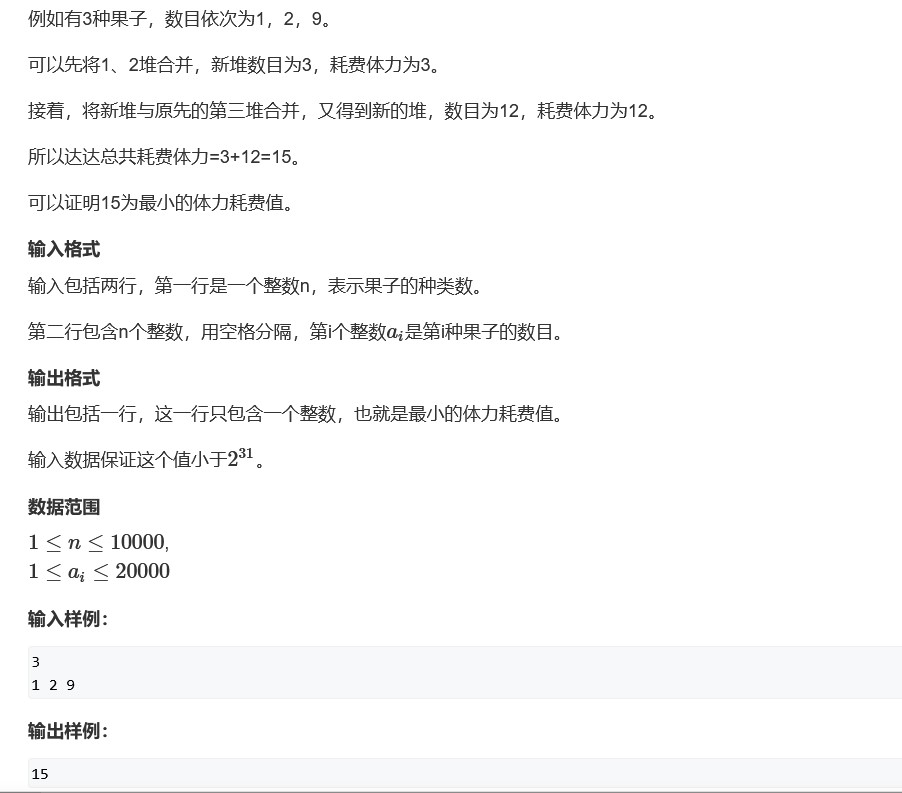 例如有3种果子，数目依次为1，2，9。
可以先将1、2堆合并，新堆数目为3，耗费体力为3。
接着，将新堆与原先的第三堆合并，又得到新的堆，数目为12，耗费体力为12。
所以达达总共耗费体力=3+12=15。
可以证明15为最小的体力耗费值。
输入格式
输入包括两行，第一行是一个整数n，表示果子的种类数。
第二行包含n个整数，用空格分隔，第i个整数aᵢ是第i种果子的数目。
输出格式
输出包括一行，这一行只包含一个整数，也就是最小的体力耗费值。
输入数据保证这个值小于2³¹。
数据范围
1 ≤ n ≤ 10000,
1 ≤ aᵢ ≤ 20000
输入样例：
3
1 2 9
输出样例：
15